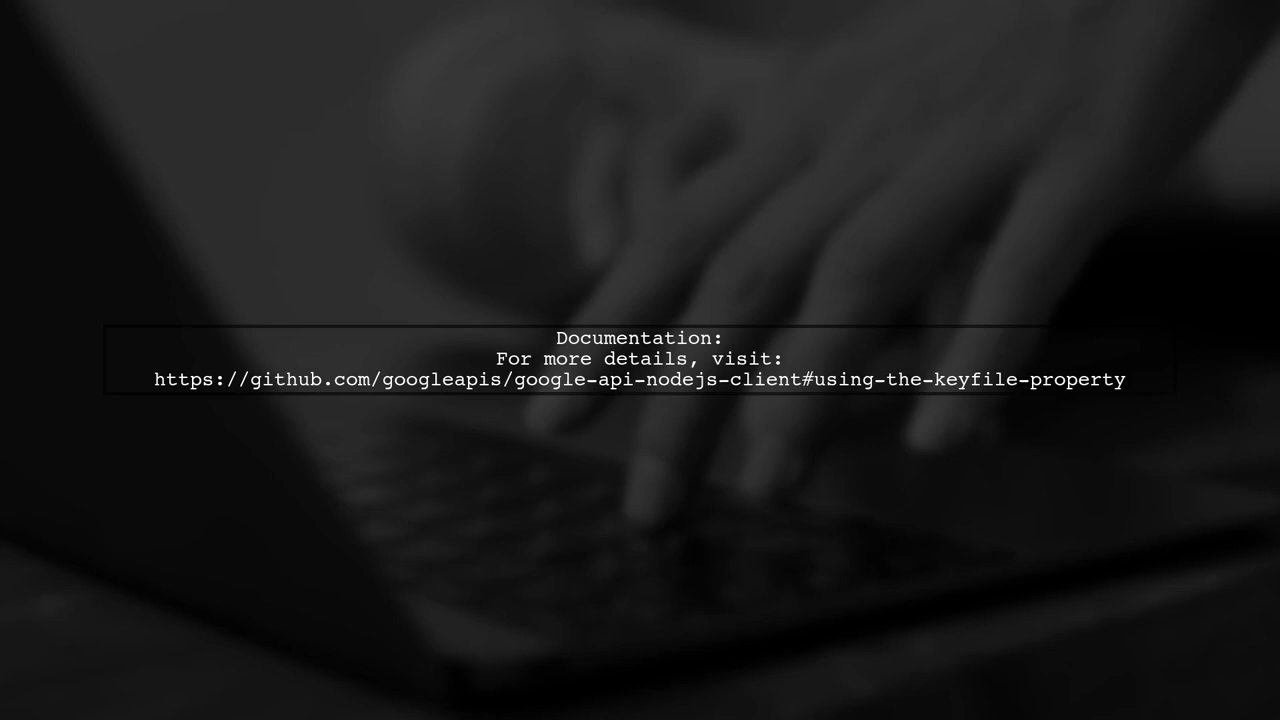 Documentation:
For more details, visit:
https://github.com/googleapis/google-api-nodejs-client#using-the-keyfile-property